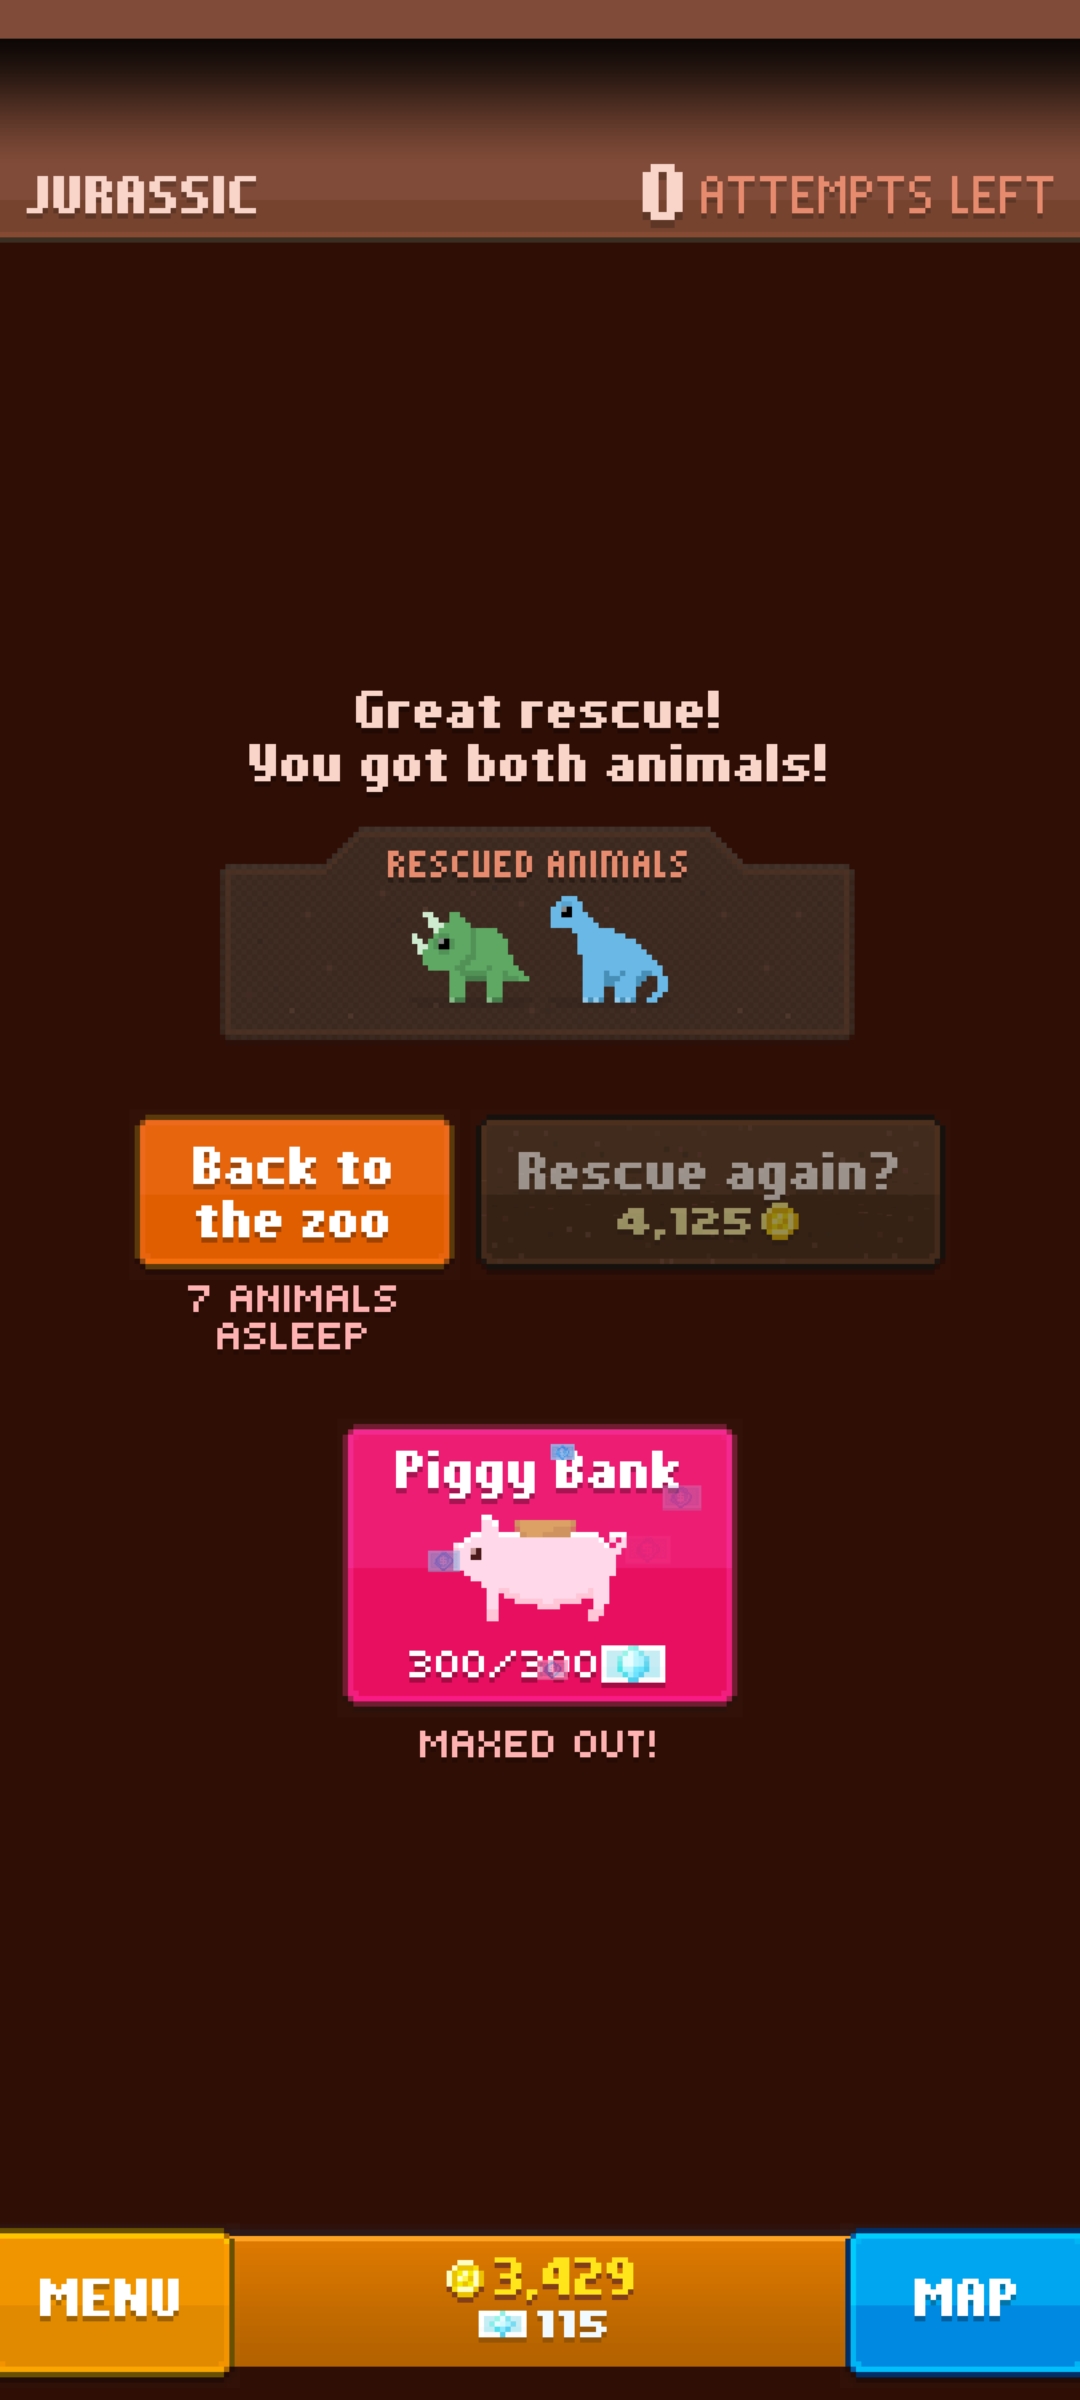 JURASSIC
0 ATTEMPTS LEFT
Great rescue!
You got both animals!
RESCUED ANIMALS
Back to
the zoo
Rescue again?
4,125
7 ANIMALS
ASLEEP
Piggy Bank
300/300
MAXED OUT!
MENU
3,429
115
MAP